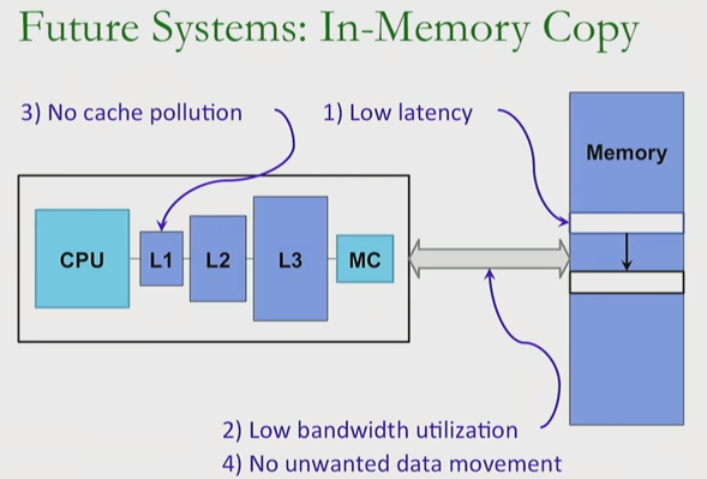 Future Systems: In-Memory Copy
3) No cache pollution
1) Low latency
Memory
CPU
L1
L2
L3
MC
2) Low bandwidth utilization
4) No unwanted data movement